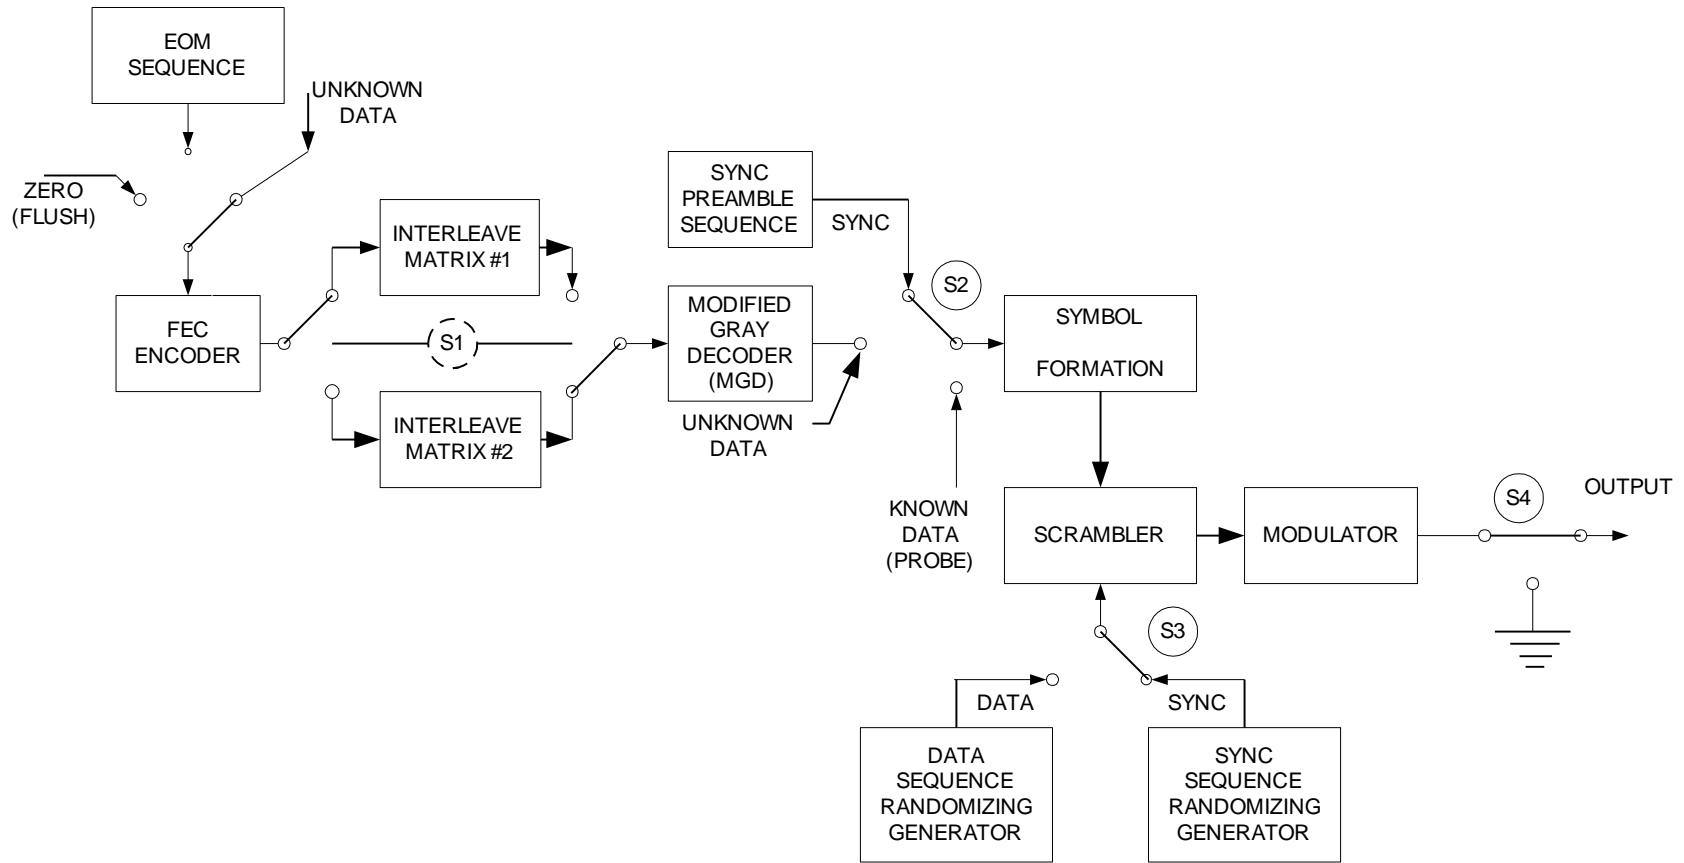 EOM
SEQUENCE
UNKNOWN
DATA
ZERO
(FLUSH)
FEC
ENCODER
INTERLEAVE
MATRIX #1
S1
INTERLEAVE
MATRIX #2
SYNC
PREAMBLE
SEQUENCE
SYNC
MODIFIED
GRAY
DECODER
(MGD)
UNKNOWN
DATA
S2
SYMBOL
FORMATION
KNOWN
DATA
(PROBE)
SCRAMBLER
MODULATOR
S4
OUTPUT
S3
DATA
SYNC
DATA
SEQUENCE
RANDOMIZING
GENERATOR
SYNC
SEQUENCE
RANDOMIZING
GENERATOR